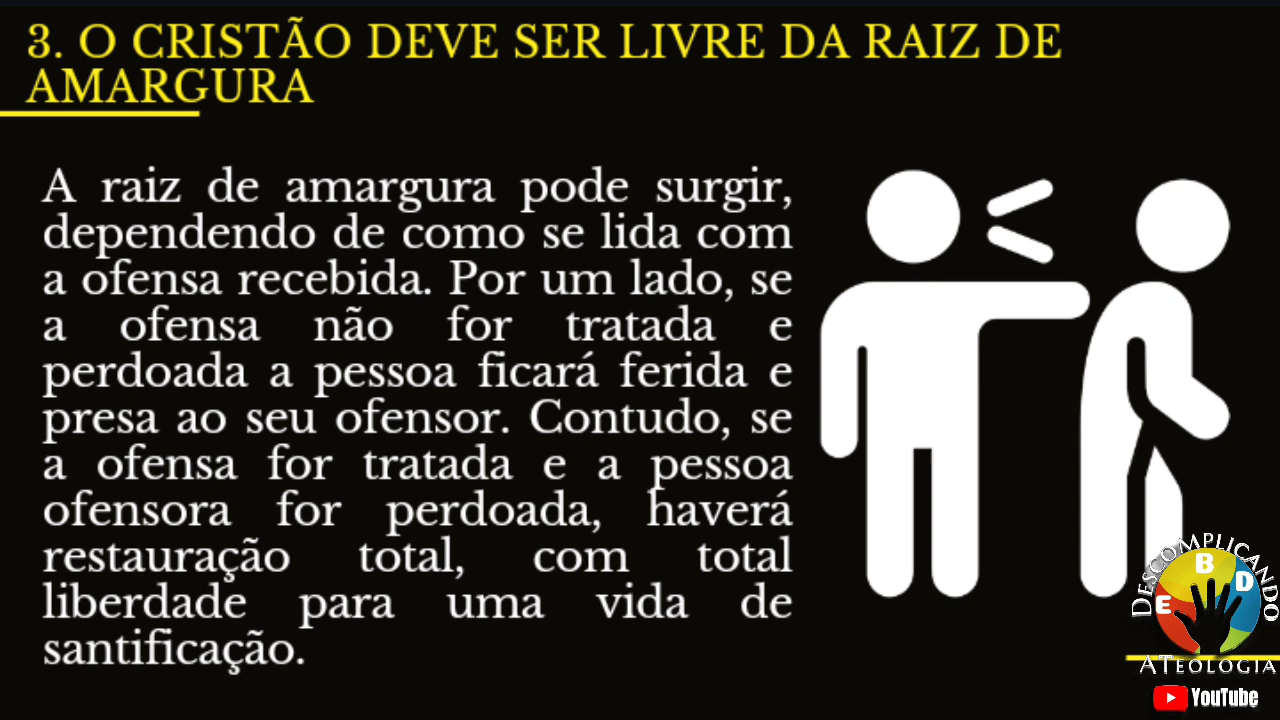 3. O CRISTÃO DEVE SER LIVRE DA RAIZ DE
AMARGURA
A raiz de amargura pode surgir,
dependendo de como se lida com
a ofensa recebida. Por um lado, se
a ofensa não for tratada e
perdoada a pessoa ficará ferida e
presa ao seu ofensor. Contudo, se
a ofensa for tratada e a pessoa
ofensora for perdoada, haverá
restauração total, com total
liberdade para uma vida de
santificação.
DESCOMPLICANDO
E B D
A TEOLOGIA
YouTube